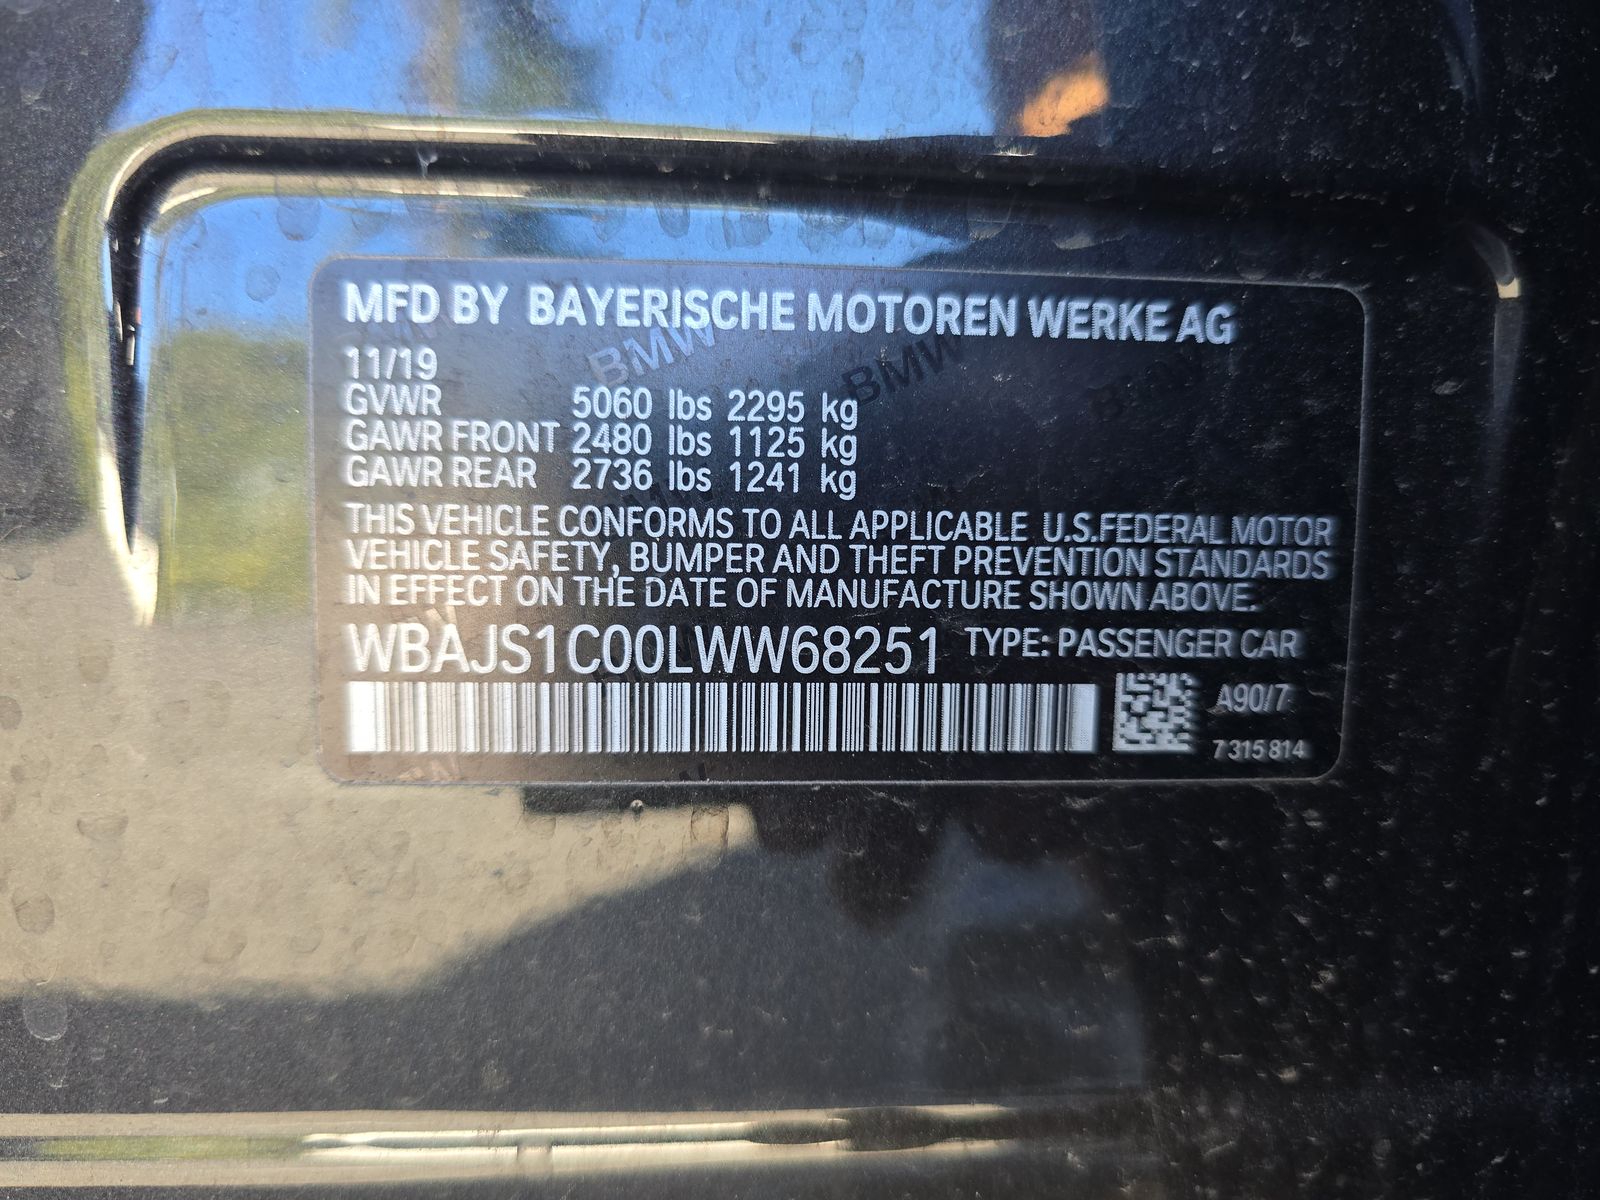 MFD BY BAYERISCHE MOTOREN WERKE AG
11/19
GVWR 5060 lbs 2295 kg
GAWR FRONT 2480 lbs 1125 kg
GAWR REAR 2736 lbs 1241 kg
THIS VEHICLE CONFORMS TO ALL APPLICABLE U.S.FEDERAL MOTOR
VEHICLE SAFETY, BUMPER AND THEFT PREVENTION STANDARDS
IN EFFECT ON THE DATE OF MANUFACTURE SHOWN ABOVE.
WBAJS1C00LWW68251 TYPE: PASSENGER CAR
A90/7
7 315 814
BMW
BMW
BMW